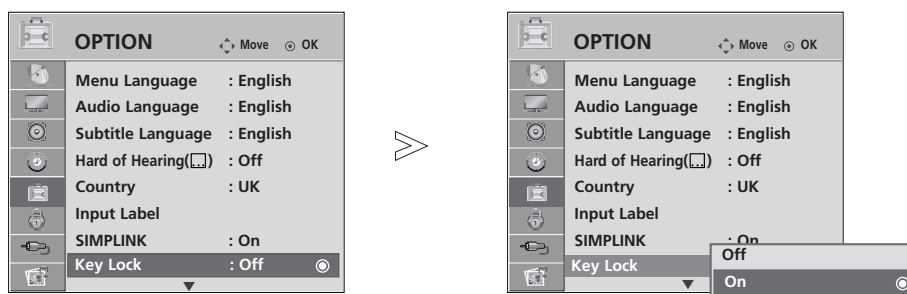 OPTION Move OK
Menu Language : English
Audio Language : English
Subtitle Language : English
Hard of Hearing( ) : Off
Country : UK
Input Label
SIMPLINK : On
Key Lock : Off
OPTION Move OK
Menu Language : English
Audio Language : English
Subtitle Language : English
Hard of Hearing( ) : Off
Country : UK
Input Label
SIMPLINK : On
Key Lock
Off
On